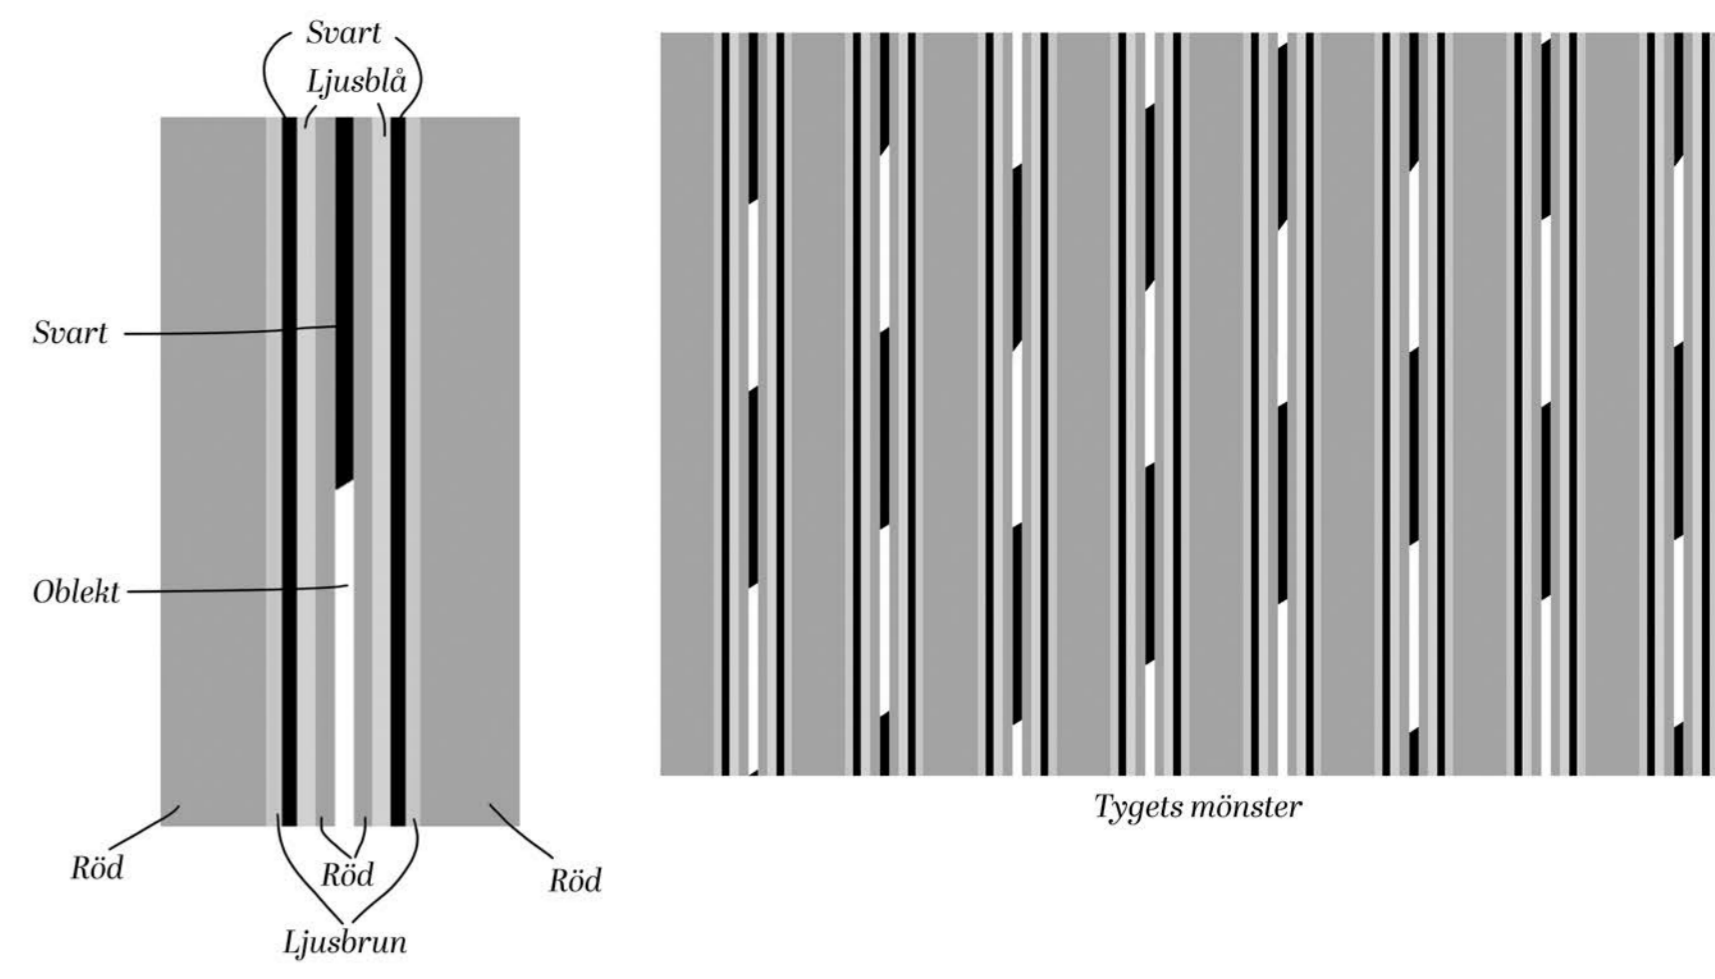 Svart
Ljusblå
Svart
Oblekt
Röd
Röd
Röd
Ljusbrun
Tygets mönster